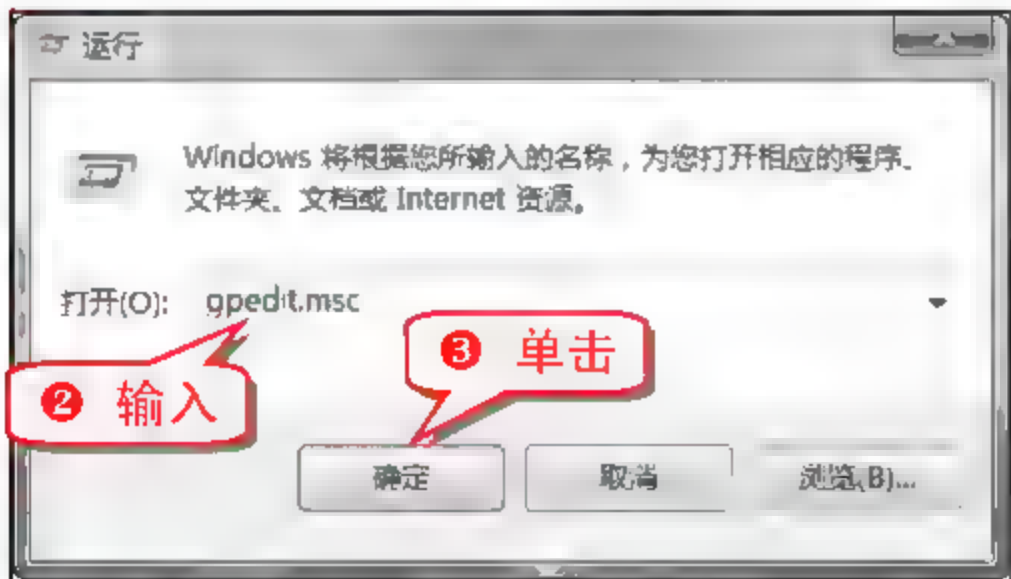 运行
Windows 将根据您所输入的名称，为您打开相应的程序、
文件夹、文档或 Internet 资源。
打开(O): gpedit.msc
❸ 单击
❷ 输入
确定 取消 浏览(B)...